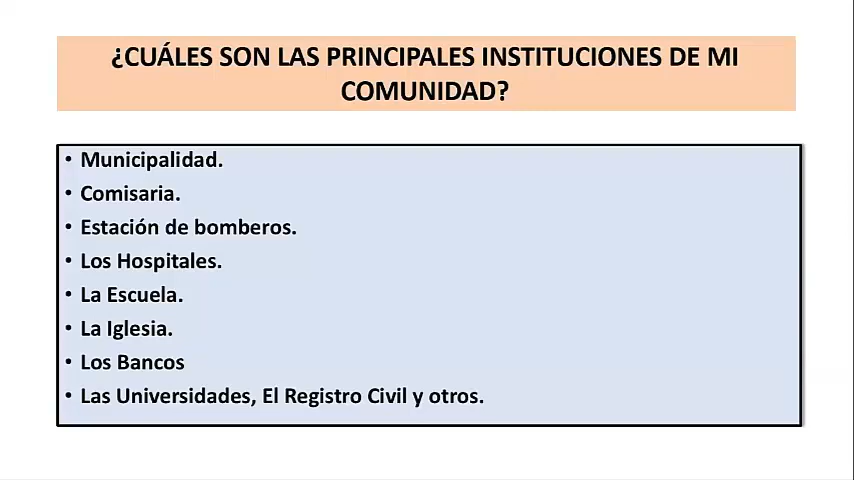 ¿CUÁLES SON LAS PRINCIPALES INSTITUCIONES DE MI
COMUNIDAD?
• Municipalidad.
• Comisaria.
• Estación de bomberos.
• Los Hospitales.
• La Escuela.
• La Iglesia.
• Los Bancos
• Las Universidades, El Registro Civil y otros.